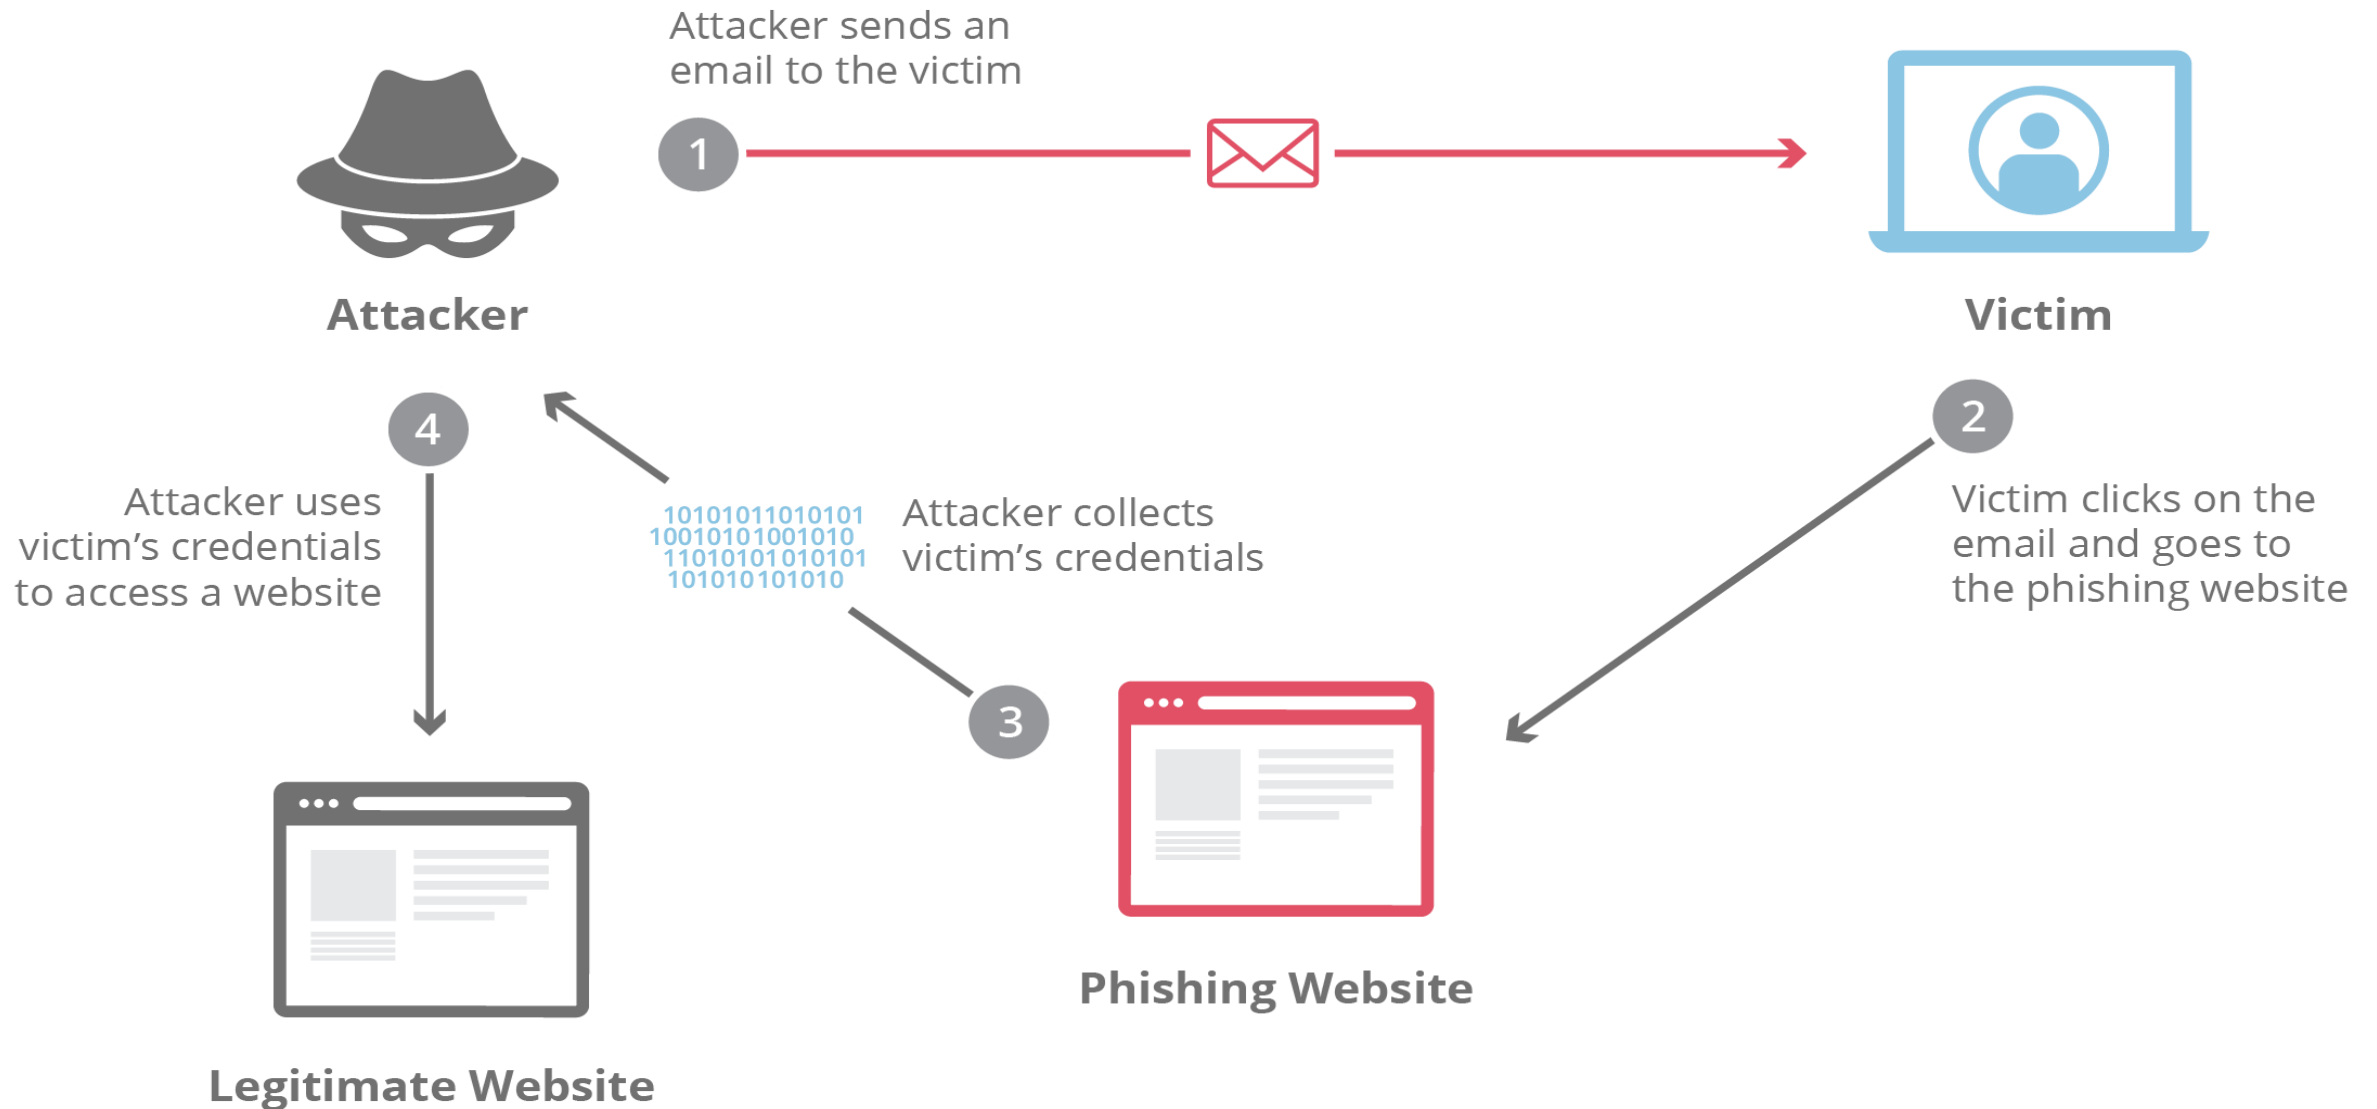 Attacker sends an
email to the victim
1
Attacker
Victim
2
Victim clicks on the
email and goes to
the phishing website
4
Attacker uses
victim’s credentials
to access a website
10101011010101
10010101001010
11010101010101
101010101010
Attacker collects
victim’s credentials
3
Phishing Website
Legitimate Website